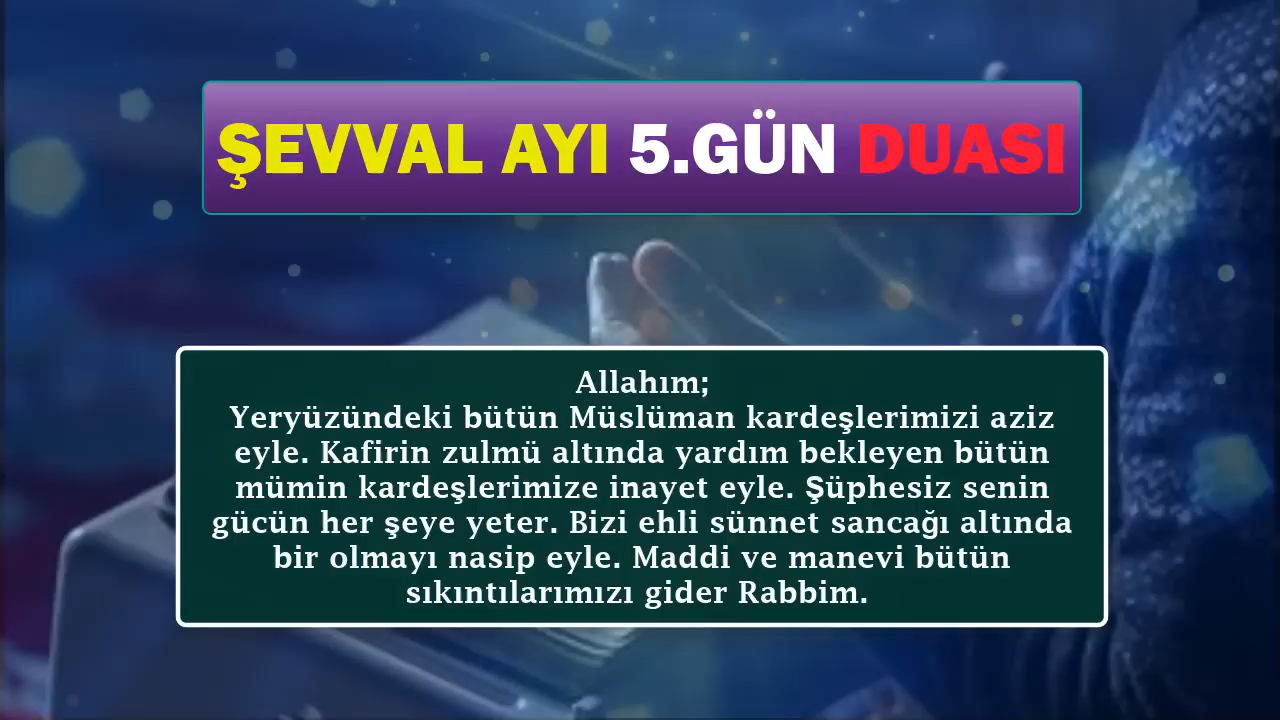 ŞEVVAL AYI 5.GÜN DUASI
Allahım;
Yeryüzündeki bütün Müslüman kardeşlerimizi aziz
eyle. Kafirin zulmü altında yardım bekleyen bütün
mümin kardeşlerimize inayet eyle. Şüphesiz senin
gücün her şeye yeter. Bizi ehli sünnet sancağı altında
bir olmayı nasip eyle. Maddi ve manevi bütün
sıkıntılarımızı gider Rabbim.